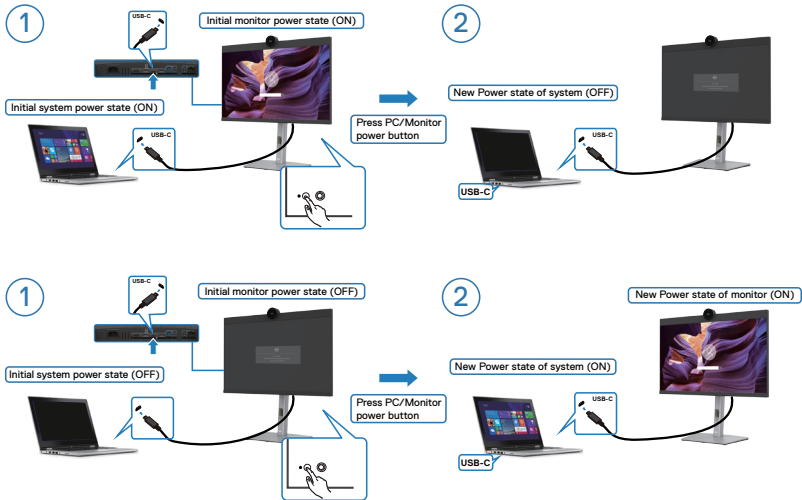 1
USB-C
Initial monitor power state (ON)
Initial system power state (ON)
USB-C
Press PC/Monitor
power button
2
New Power state of system (OFF)
USB-C
USB-C
1
USB-C
Initial monitor power state (OFF)
Initial system power state (OFF)
USB-C
Press PC/Monitor
power button
2
New Power state of monitor (ON)
New Power state of system (ON)
USB-C
USB-C